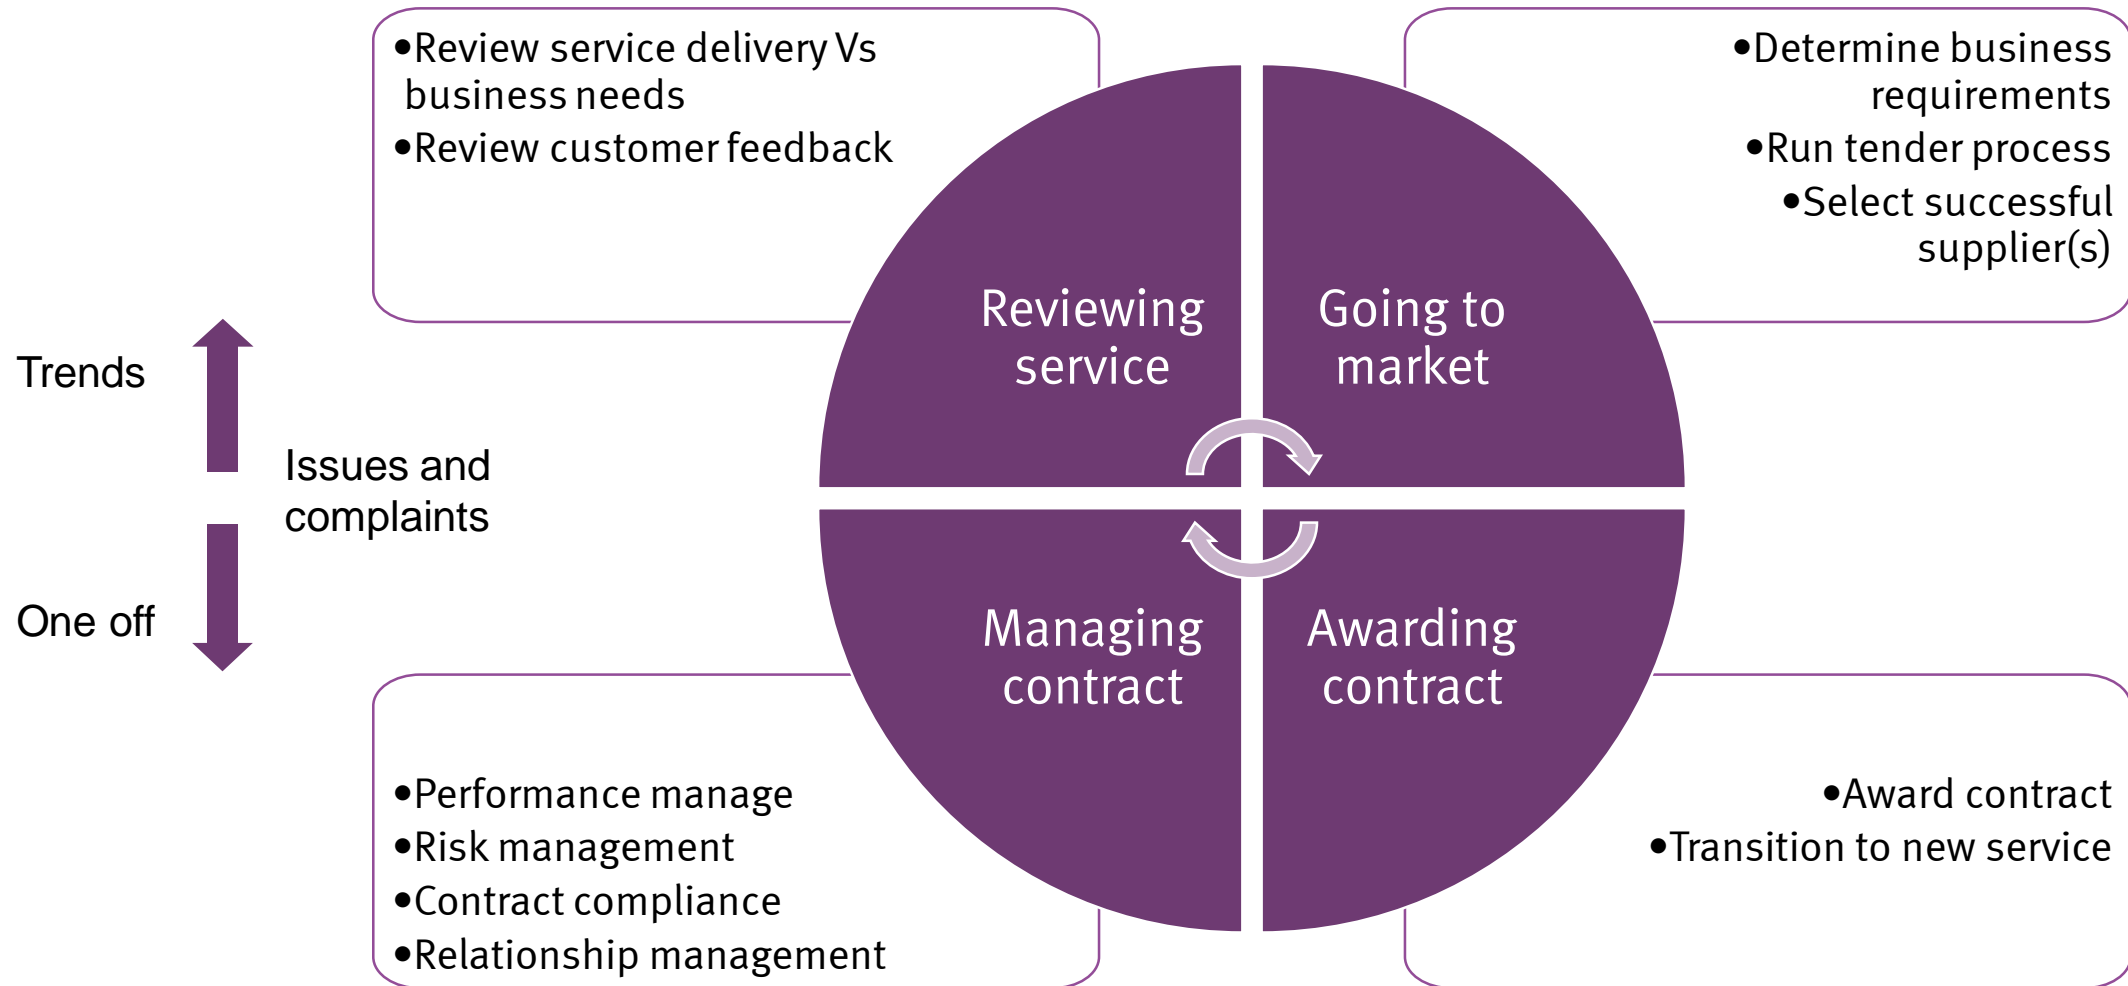 •Review service delivery Vs
business needs
•Review customer feedback
•Determine business
requirements
•Run tender process
•Select successful
supplier(s)
Reviewing
service
Going to
market
Trends
Issues and
complaints
One off
Managing
contract
Awarding
contract
•Performance manage
•Risk management
•Contract compliance
•Relationship management
•Award contract
•Transition to new service